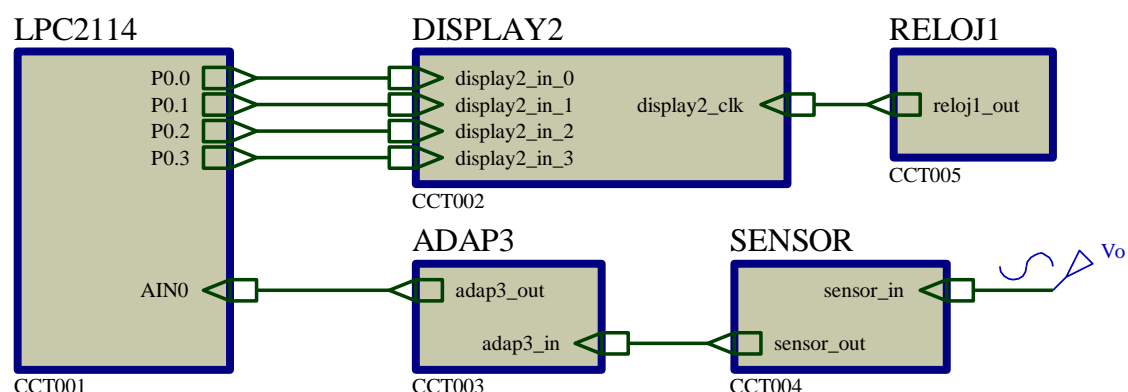 LPC2114
P0.0
P0.1
P0.2
P0.3
AIN0
CCT001
DISPLAY2
display2_in_0
display2_in_1
display2_in_2
display2_in_3
display2_clk
CCT002
RELOJ1
reloj1_out
CCT005
ADAP3
adap3_out
adap3_in
CCT003
SENSOR
sensor_in
sensor_out
CCT004
Vo